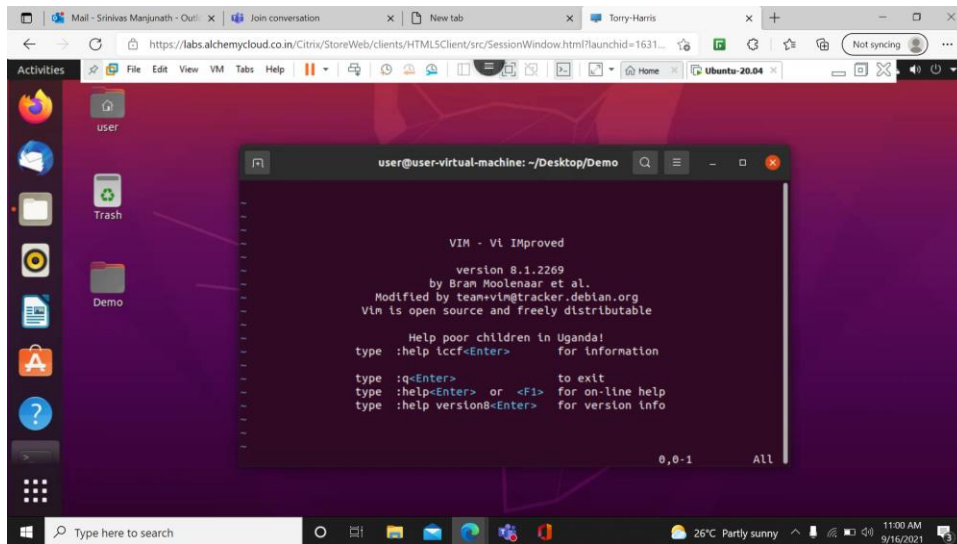 Mail - Srinivas Manjunath - Outl
Join conversation
New tab
Torry-Harris
https://labs.alchemycloud.co.in/Citrix/StoreWeb/clients/HTML5Client/src/SessionWindow.html?launchid=1631...
Not syncing
Activities
File Edit View VM Tabs Help
Home
Ubuntu-20.04
user
Trash
Demo
user@user-virtual-machine: ~/Desktop/Demo
~
~
~
~
~ VIM - Vi IMproved
~
~ version 8.1.2269
~ by Bram Moolenaar et al.
~ Modified by team+vim@tracker.debian.org
~ Vim is open source and freely distributable
~
~ Help poor children in Uganda!
~ type :help iccf<Enter> for information
~
~ type :q<Enter> to exit
~ type :help<Enter> or <F1> for on-line help
~ type :help version8<Enter> for version info
~
~
0,0-1 All
Type here to search
26°C Partly sunny
11:00 AM
9/16/2021